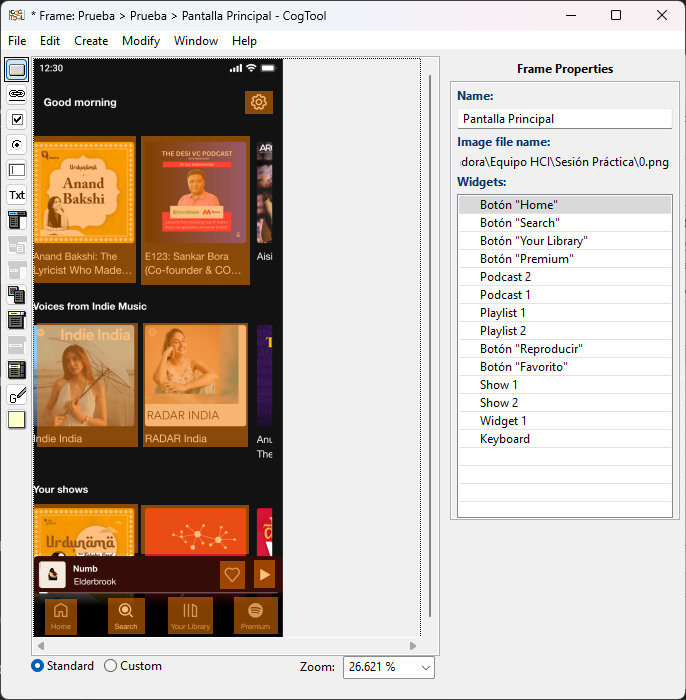 * Frame: Prueba > Prueba > Pantalla Principal - CogTool
File Edit Create Modify Window Help
Txt
G
12:30
Good morning
Anand
Bakshi
THE DESI VC PODCAST
Anand Bakshi: The
Lyricist Who Made...
E123: Sankar Bora
(Co-founder & CO...
Aisi
Voices from Indie Music
Indie India
RADAR INDIA
Indie India
RADAR India
Anu
The
Your shows
Urdunāmā
Numb
Elderbrook
Home
Search
Your Library
Premium
Standard
Custom
Zoom:
26.621 %
Frame Properties
Name:
Pantalla Principal
Image file name:
dora\Equipo HCI\Sesión Práctica\0.png
Widgets:
Botón "Home"
Botón "Search"
Botón "Your Library"
Botón "Premium"
Podcast 2
Podcast 1
Playlist 1
Playlist 2
Botón "Reproducir"
Botón "Favorito"
Show 1
Show 2
Widget 1
Keyboard